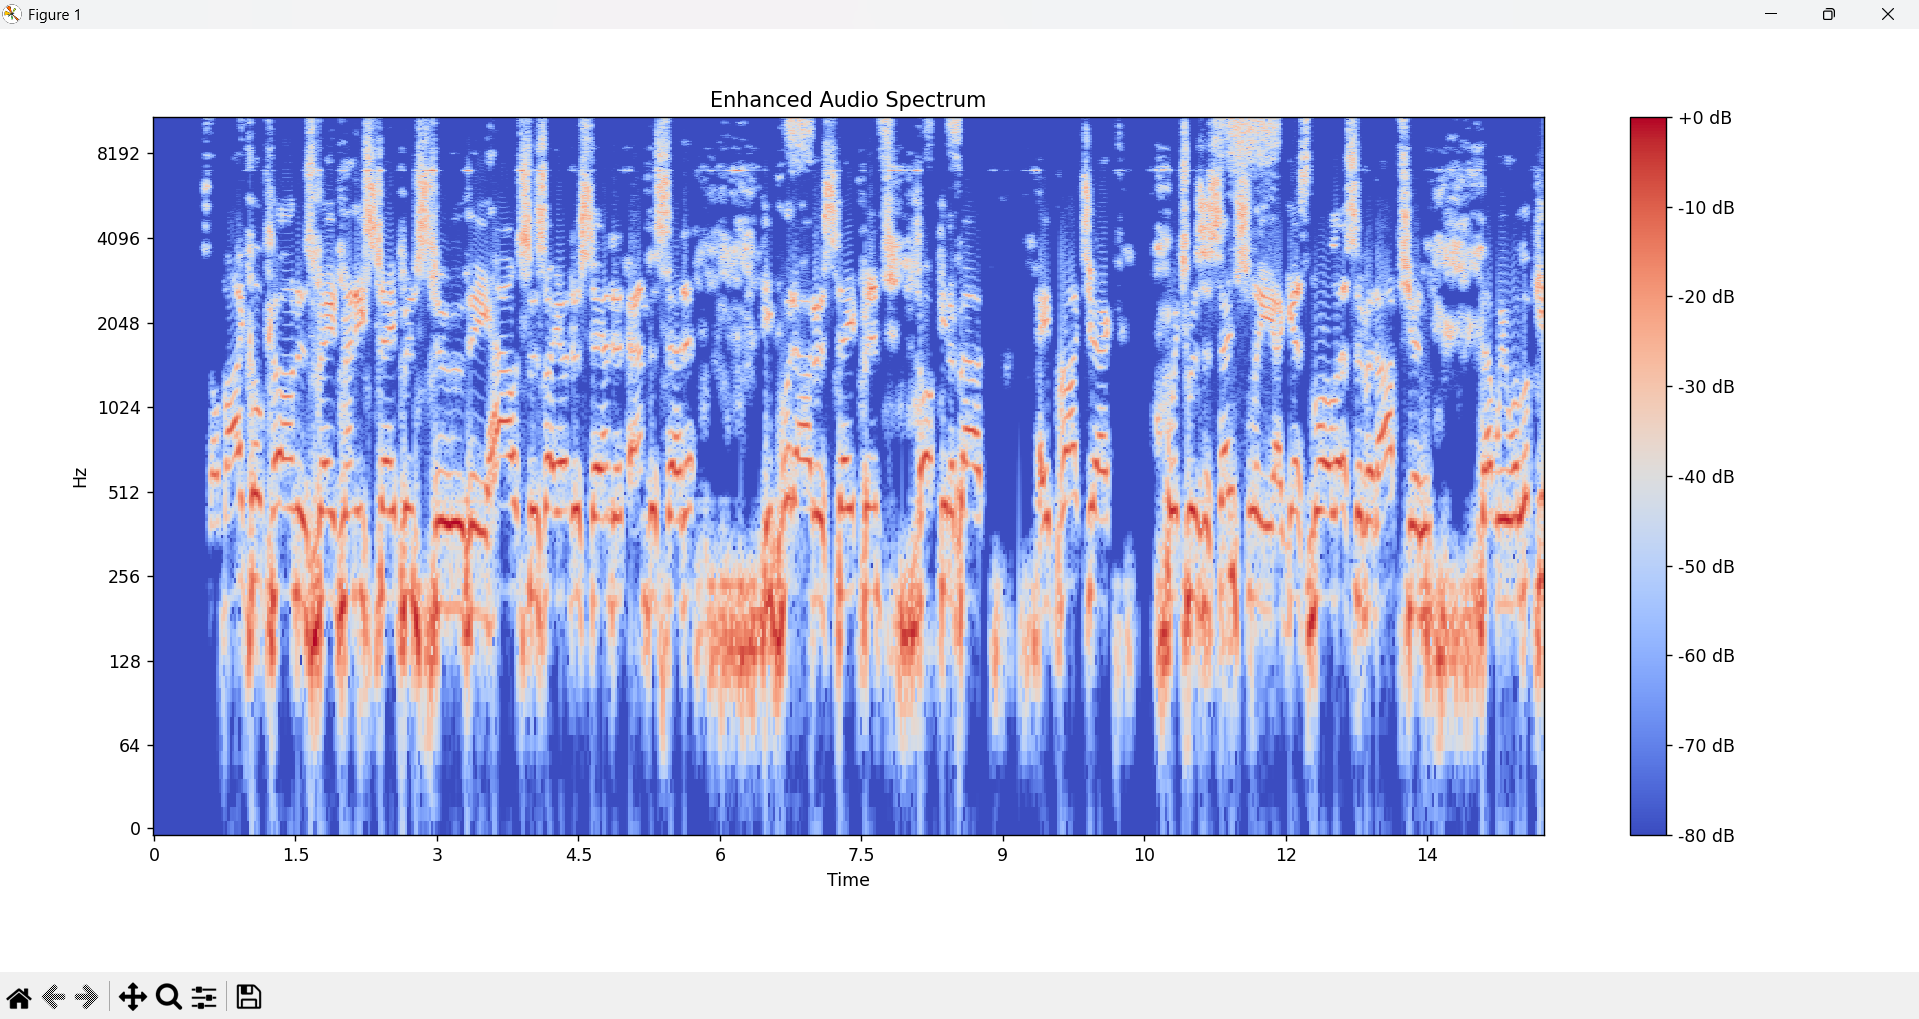 Figure 1
Enhanced Audio Spectrum
8192
4096
2048
1024
512
256
128
64
0
Hz
0 1.5 3 4.5 6 7.5 9 10 12 14
Time
+0 dB
-10 dB
-20 dB
-30 dB
-40 dB
-50 dB
-60 dB
-70 dB
-80 dB